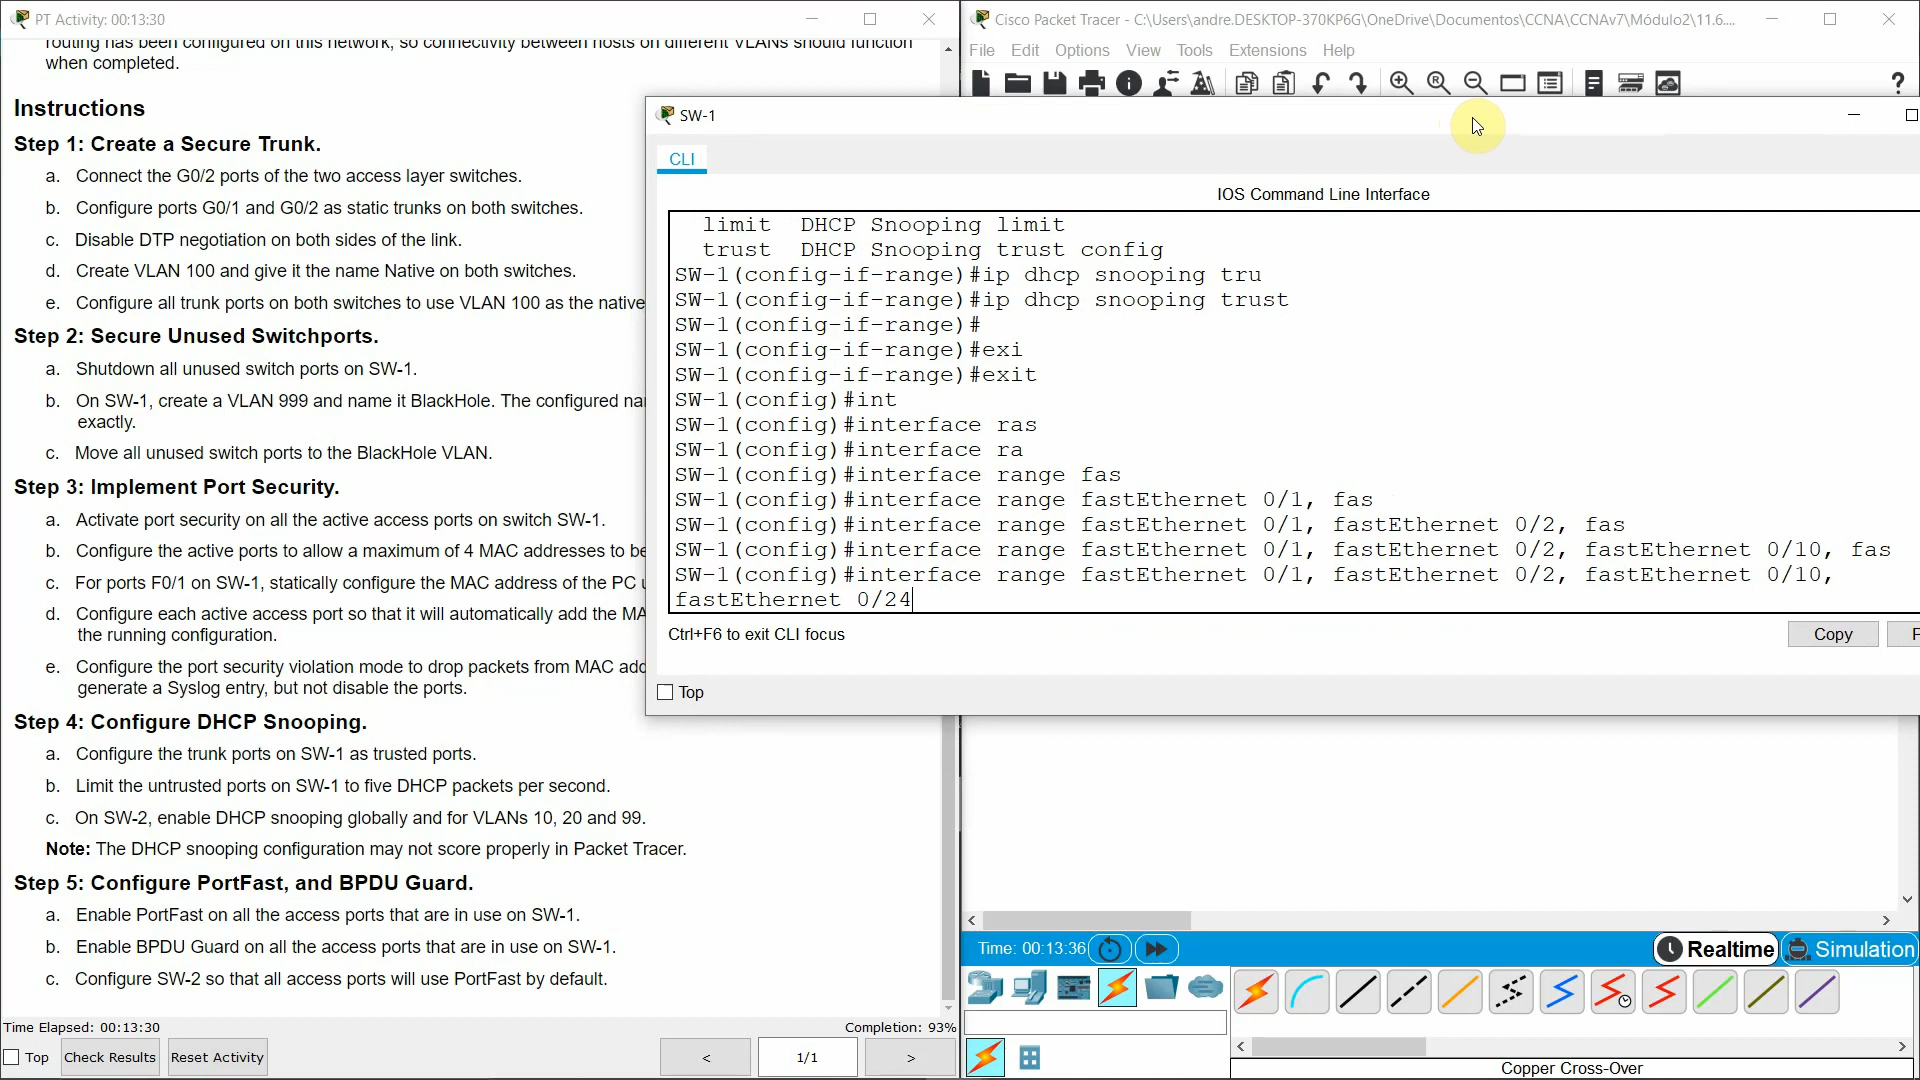 PT Activity: 00:13:30
routing has been configured on this network, so connectivity between hosts on different VLANs should function
when completed.
Instructions
Step 1: Create a Secure Trunk.
a. Connect the G0/2 ports of the two access layer switches.
b. Configure ports G0/1 and G0/2 as static trunks on both switches.
c. Disable DTP negotiation on both sides of the link.
d. Create VLAN 100 and give it the name Native on both switches.
e. Configure all trunk ports on both switches to use VLAN 100 as the native
Step 2: Secure Unused Switchports.
a. Shutdown all unused switch ports on SW-1.
b. On SW-1, create a VLAN 999 and name it BlackHole. The configured na
exactly.
c. Move all unused switch ports to the BlackHole VLAN.
Step 3: Implement Port Security.
a. Activate port security on all the active access ports on switch SW-1.
b. Configure the active ports to allow a maximum of 4 MAC addresses to be
c. For ports F0/1 on SW-1, statically configure the MAC address of the PC u
d. Configure each active access port so that it will automatically add the MA
the running configuration.
e. Configure the port security violation mode to drop packets from MAC add
generate a Syslog entry, but not disable the ports.
Step 4: Configure DHCP Snooping.
a. Configure the trunk ports on SW-1 as trusted ports.
b. Limit the untrusted ports on SW-1 to five DHCP packets per second.
c. On SW-2, enable DHCP snooping globally and for VLANs 10, 20 and 99.
Note: The DHCP snooping configuration may not score properly in Packet Tracer.
Step 5: Configure PortFast, and BPDU Guard.
a. Enable PortFast on all the access ports that are in use on SW-1.
b. Enable BPDU Guard on all the access ports that are in use on SW-1.
c. Configure SW-2 so that all access ports will use PortFast by default.
Time Elapsed: 00:13:30
Completion: 93%
Top
Check Results
Reset Activity
<
1/1
>
Cisco Packet Tracer - C:\Users\andre.DESKTOP-370KP6G\OneDrive\Documentos\CCNA\CCNAv7\Módulo2\11.6....
File Edit Options View Tools Extensions Help
?
SW-1
CLI
IOS Command Line Interface
limit DHCP Snooping limit
trust DHCP Snooping trust config
SW-1(config-if-range)#ip dhcp snooping tru
SW-1(config-if-range)#ip dhcp snooping trust
SW-1(config-if-range)#
SW-1(config-if-range)#exi
SW-1(config-if-range)#exit
SW-1(config)#int
SW-1(config)#interface ras
SW-1(config)#interface ra
SW-1(config)#interface range fas
SW-1(config)#interface range fastEthernet 0/1, fas
SW-1(config)#interface range fastEthernet 0/1, fastEthernet 0/2, fas
SW-1(config)#interface range fastEthernet 0/1, fastEthernet 0/2, fastEthernet 0/10, fas
SW-1(config)#interface range fastEthernet 0/1, fastEthernet 0/2, fastEthernet 0/10,
fastEthernet 0/24
Ctrl+F6 to exit CLI focus
Copy
Top
Time: 00:13:36
Realtime
Simulation
Copper Cross-Over